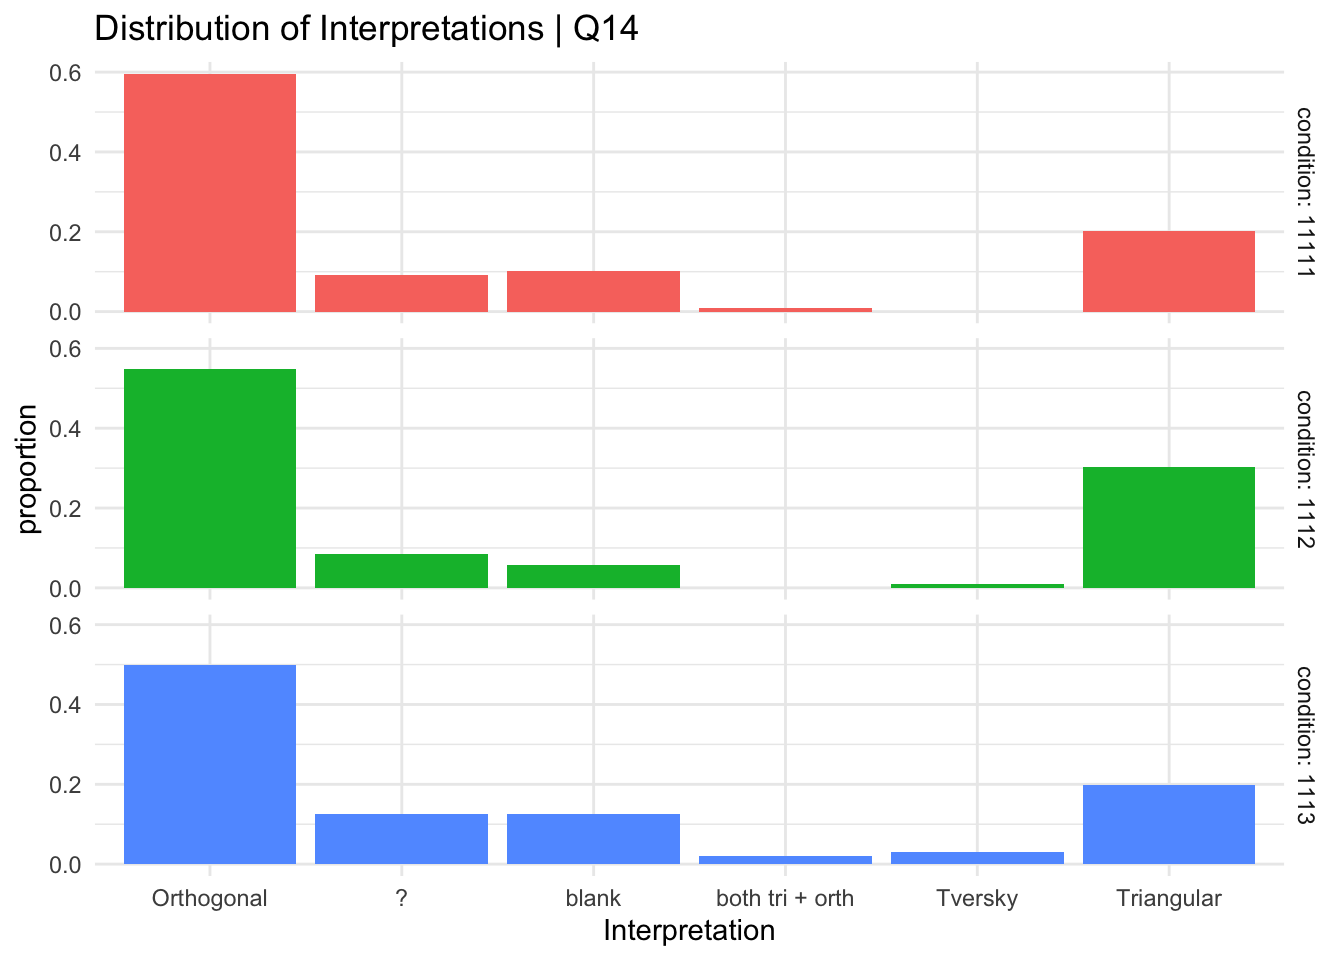 Distribution of Interpretations | Q14
0.6
0.4
0.2
0.0
condition: 11111
0.6
0.4
0.2
0.0
condition: 1112
0.6
0.4
0.2
0.0
condition: 1113
proportion
Orthogonal ? blank both tri + orth Tversky Triangular
Interpretation